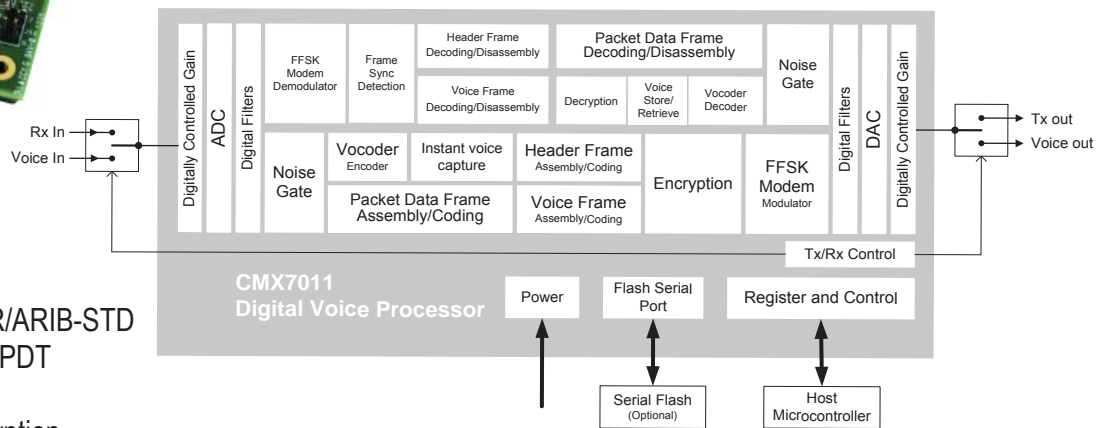 Rx In
Voice In
Digitally Controlled Gain
ADC
Digital Filters
FFSK
Modem
Demodulator
Frame
Sync
Detection
Header Frame
Decoding/Disassembly
Voice Frame
Decoding/Disassembly
Packet Data Frame
Decoding/Disassembly
Decryption
Voice
Store/
Retrieve
Vocoder
Decoder
Noise
Gate
Noise
Gate
Vocoder
Encoder
Instant voice
capture
Packet Data Frame
Assembly/Coding
Header Frame
Assembly/Coding
Voice Frame
Assembly/Coding
Encryption
FFSK
Modem
Modulator
Digital Filters
DAC
Digitally Controlled Gain
Tx out
Voice out
Tx/Rx Control
CMX7011
Digital Voice Processor
Power
Flash Serial
Port
Register and Control
Serial Flash
(Optional)
Host
Microcontroller
R/ARIB-STD
PDT